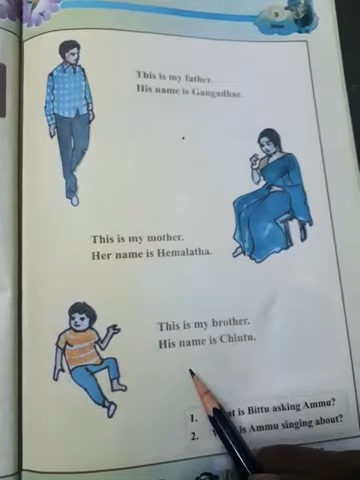 This is my father.
His name is Gangadhar.
This is my mother.
Her name is Hemalatha.
This is my brother.
His name is Chintu.
1. is Bittu asking Ammu?
2. is Ammu singing about?